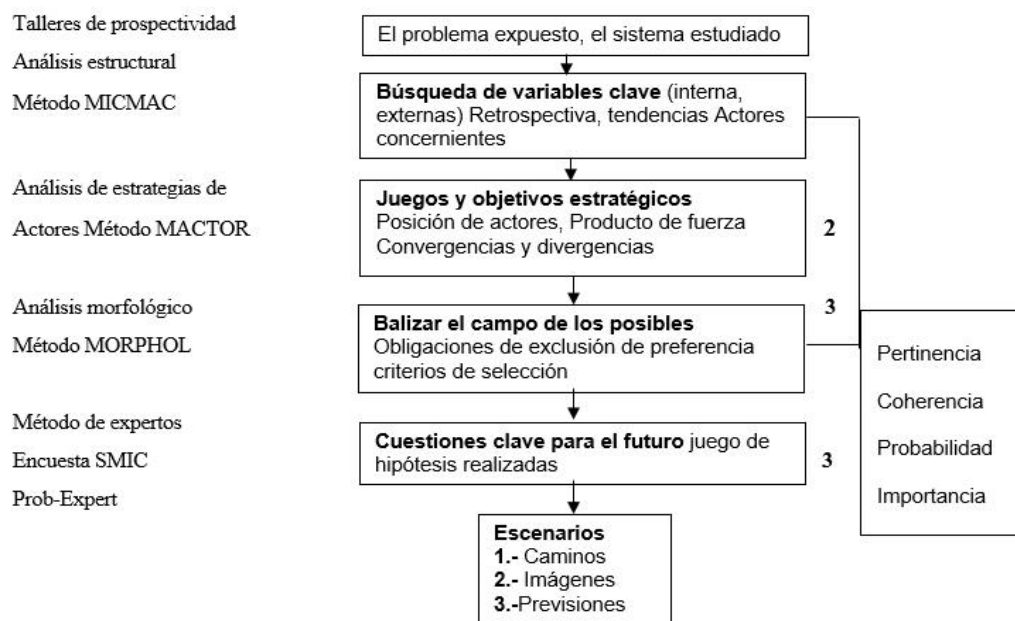 Talleres de prospectividad
Análisis estructural
Método MICMAC
Análisis de estrategias de
Actores Método MACTOR
Análisis morfológico
Método MORPHOL
Método de expertos
Encuesta SMIC
Prob-Expert
El problema expuesto, el sistema estudiado
Búsqueda de variables clave (interna,
externas) Retrospectiva, tendencias Actores
concernientes
Juegos y objetivos estratégicos
Posición de actores, Producto de fuerza
Convergencias y divergencias
2
3
Balizar el campo de los posibles
Obligaciones de exclusión de preferencia
criterios de selección
Cuestiones clave para el futuro juego de
hipótesis realizadas
3
Escenarios
1.- Caminos
2.- Imágenes
3.-Previsiones
Pertinencia
Coherencia
Probabilidad
Importancia